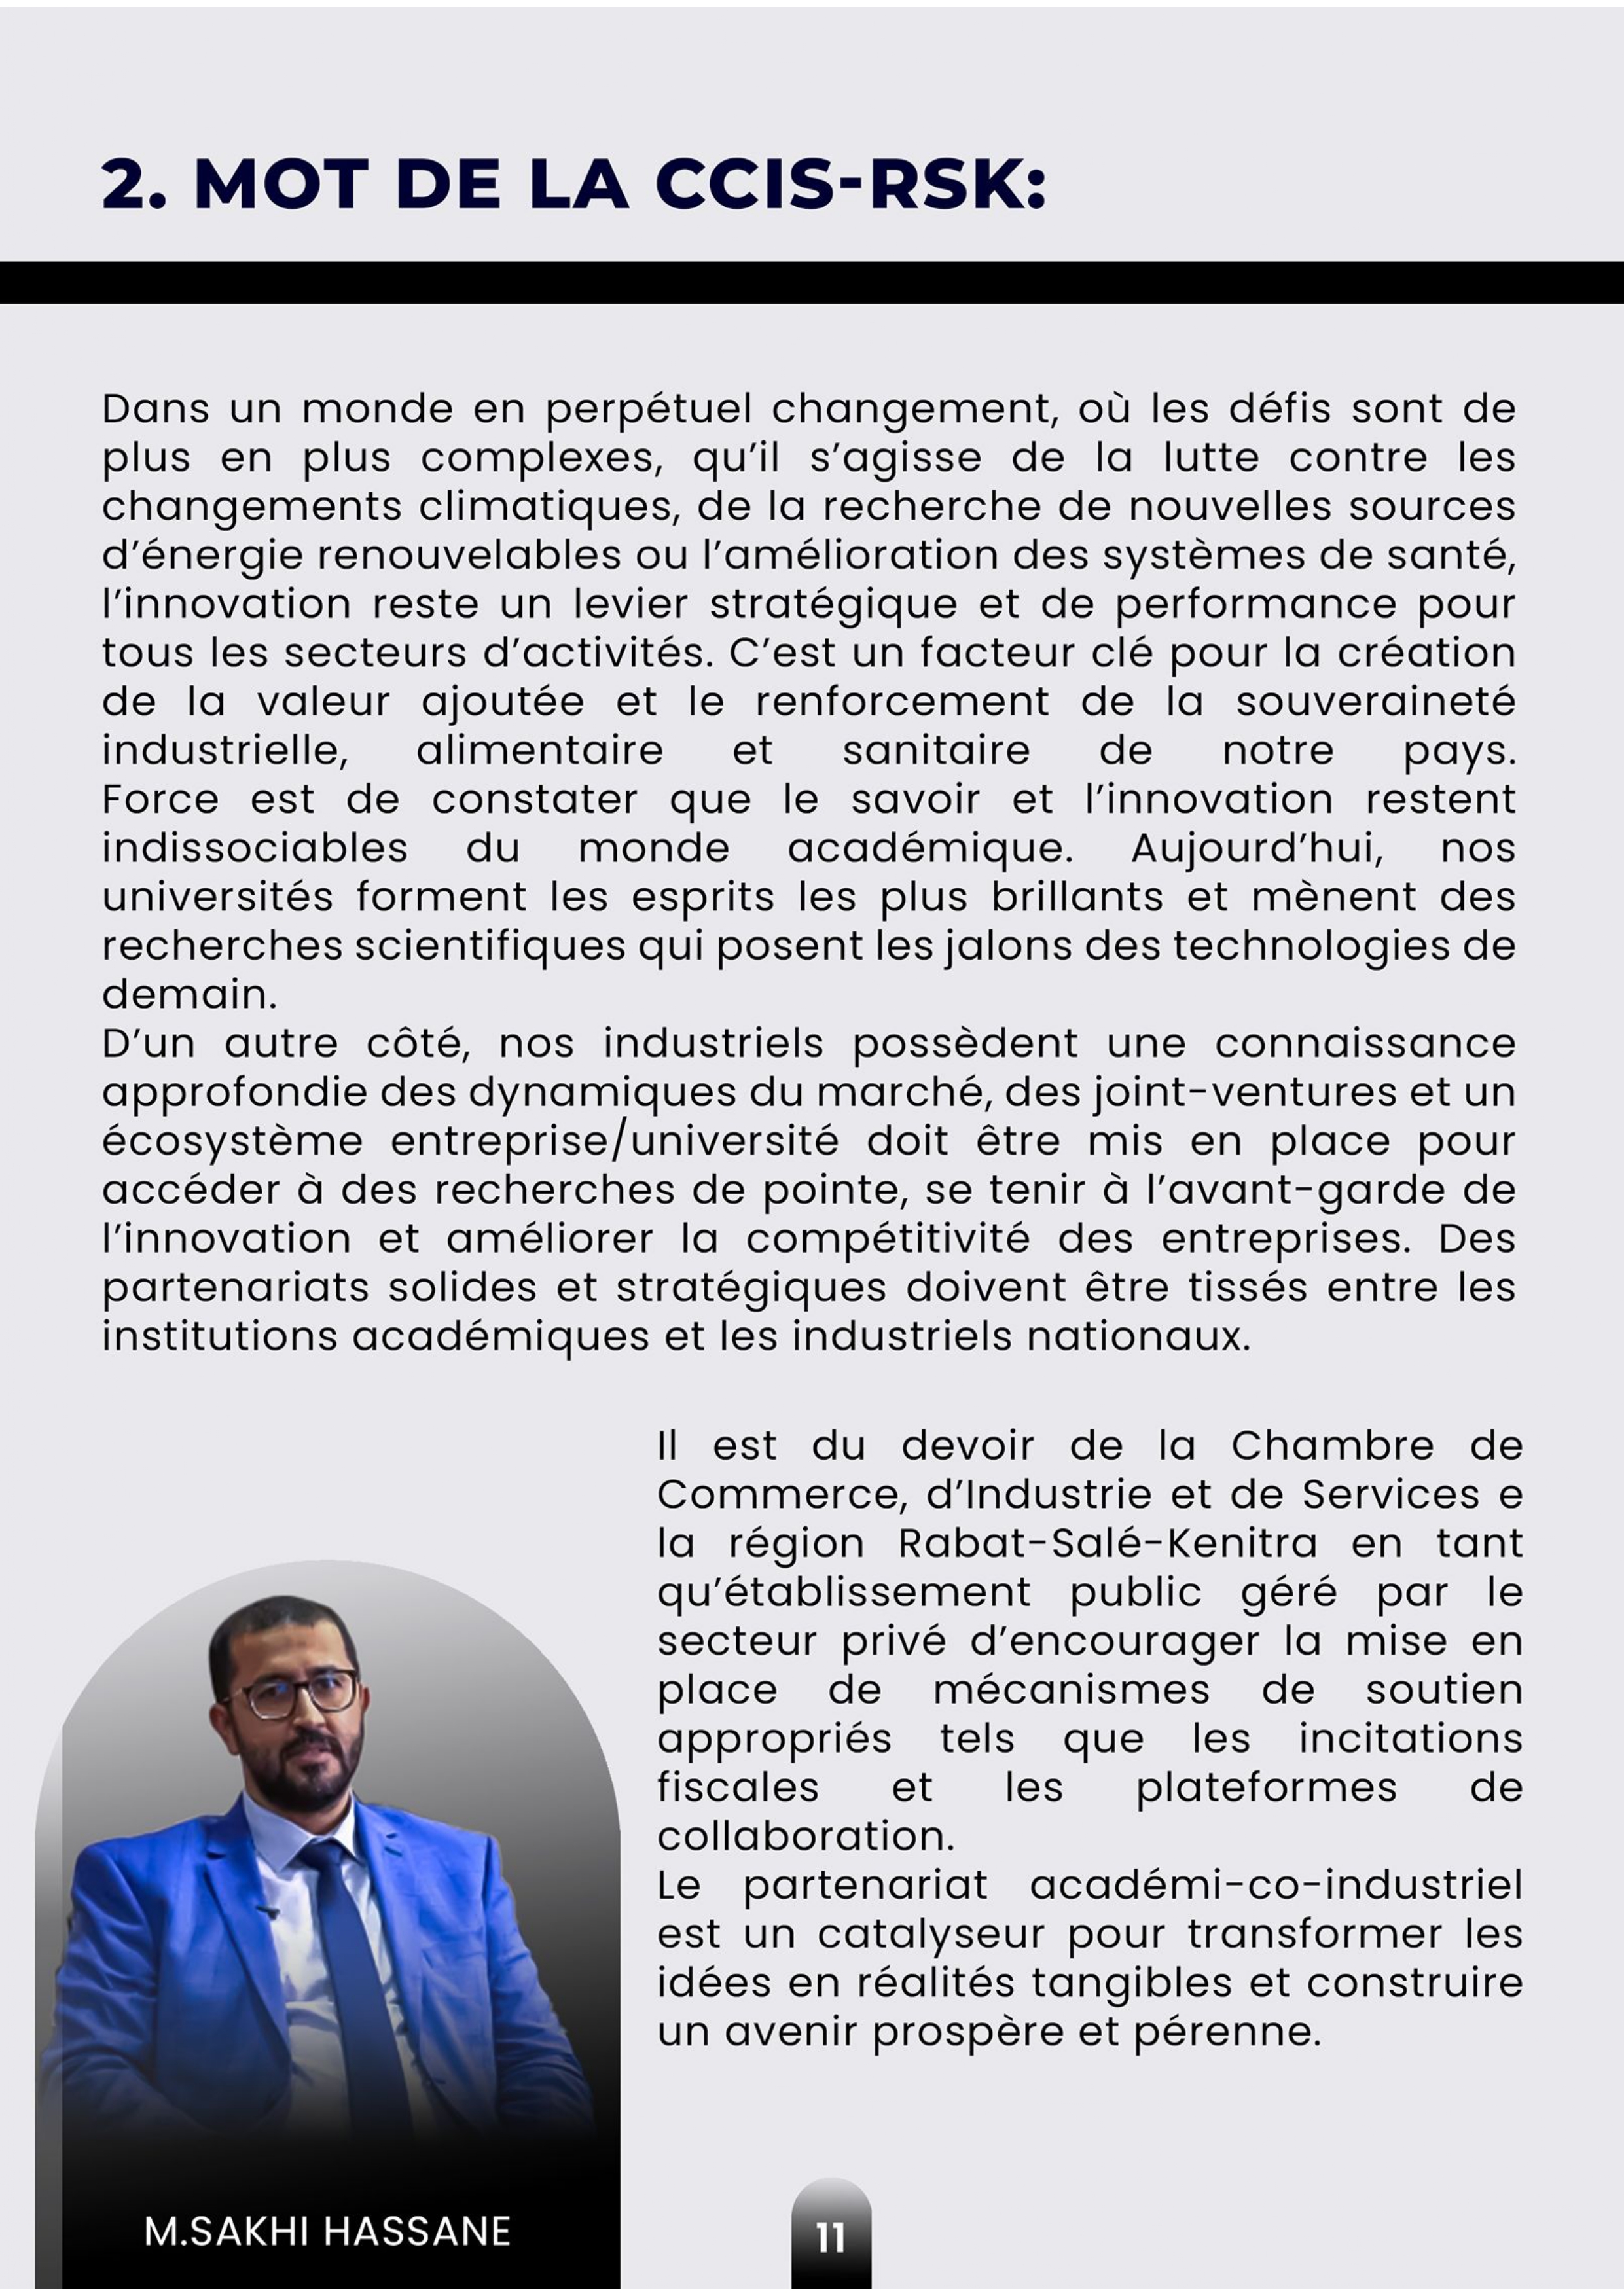 2. MOT DE LA CCIS-RSK:
Dans un monde en perpétuel changement, où les défis sont de
plus en plus complexes, qu'il s'agisse de la lutte contre les
changements climatiques, de la recherche de nouvelles sources
d'énergie renouvelables ou l'amélioration des systèmes de santé,
l'innovation reste un levier stratégique et de performance pour
tous les secteurs d'activités. C'est un facteur clé pour la création
de la valeur ajoutée et le renforcement de la souveraineté
industrielle, alimentaire et sanitaire de notre pays.
Force est de constater que le savoir et l'innovation restent
indissociables du monde académique. Aujourd'hui, nos
universités forment les esprits les plus brillants et mènent des
recherches scientifiques qui posent les jalons des technologies de
demain.
D'un autre côté, nos industriels possèdent une connaissance
approfondie des dynamiques du marché, des joint-ventures et un
écosystème entreprise/université doit être mis en place pour
accéder à des recherches de pointe, se tenir à l'avant-garde de
l'innovation et améliorer la compétitivité des entreprises. Des
partenariats solides et stratégiques doivent être tissés entre les
institutions académiques et les industriels nationaux.
Il est du devoir de la Chambre de
Commerce, d'Industrie et de Services e
la région Rabat-Salé-Kenitra en tant
qu'établissement public géré par le
secteur privé d'encourager la mise en
place de mécanismes de soutien
appropriés tels que les incitations
fiscales et les plateformes de
collaboration.
Le partenariat académi-co-industriel
est un catalyseur pour transformer les
idées en réalités tangibles et construire
un avenir prospère et pérenne.
M.SAKHI HASSANE
11